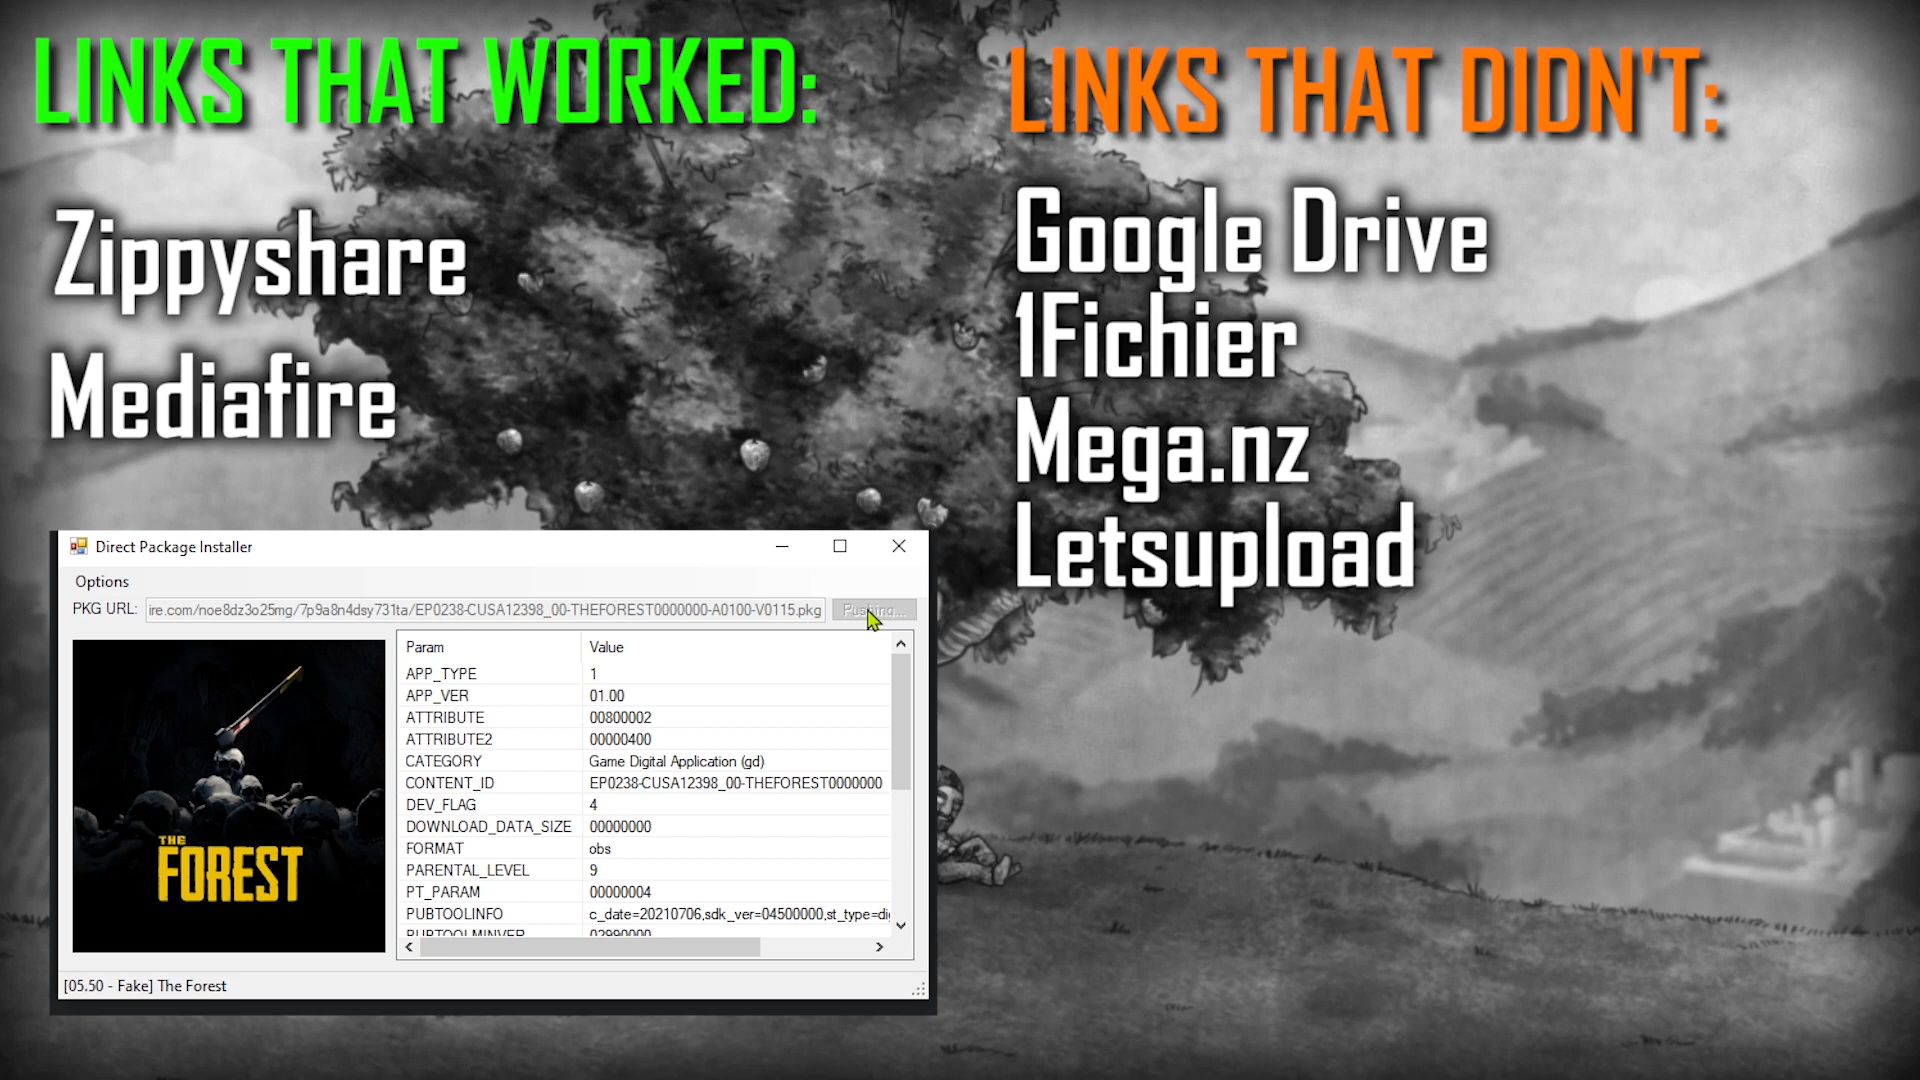 LINKS THAT WORKED:
Zippyshare
Mediafire
LINKS THAT DIDN'T:
Google Drive
1Fichier
Mega.nz
Letsupload
Direct Package Installer
Options
PKG URL: ire.com/noe8dz3o25mg/7p9a8n4dsy731ta/EP0238-CUSA12398_00-THEFOREST0000000-A0100-V0115.pkg Pushing...
THE
FOREST
Param Value
APP_TYPE 1
APP_VER 01.00
ATTRIBUTE 00800002
ATTRIBUTE2 00000400
CATEGORY Game Digital Application (gd)
CONTENT_ID EP0238-CUSA12398_00-THEFOREST0000000
DEV_FLAG 4
DOWNLOAD_DATA_SIZE 00000000
FORMAT obs
PARENTAL_LEVEL 9
PT_PARAM 00000004
PUBTOOLINFO c_date=20210706,sdk_ver=04500000,st_type=di
PUBTOOLMINVER 02990000
[05.50 - Fake] The Forest